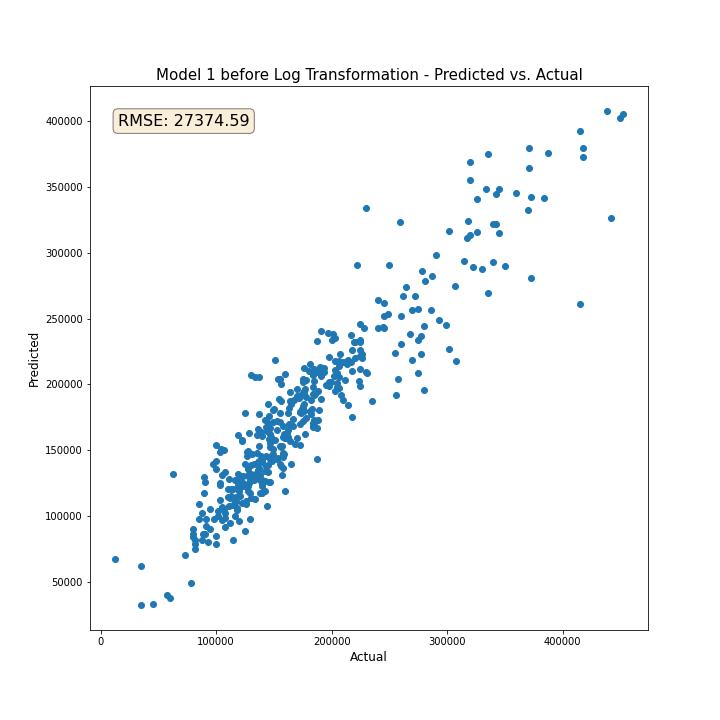 Model 1 before Log Transformation - Predicted vs. Actual
RMSE: 27374.59
400000
350000
300000
250000
200000
150000
100000
50000
Predicted
0 100000 200000 300000 400000
Actual